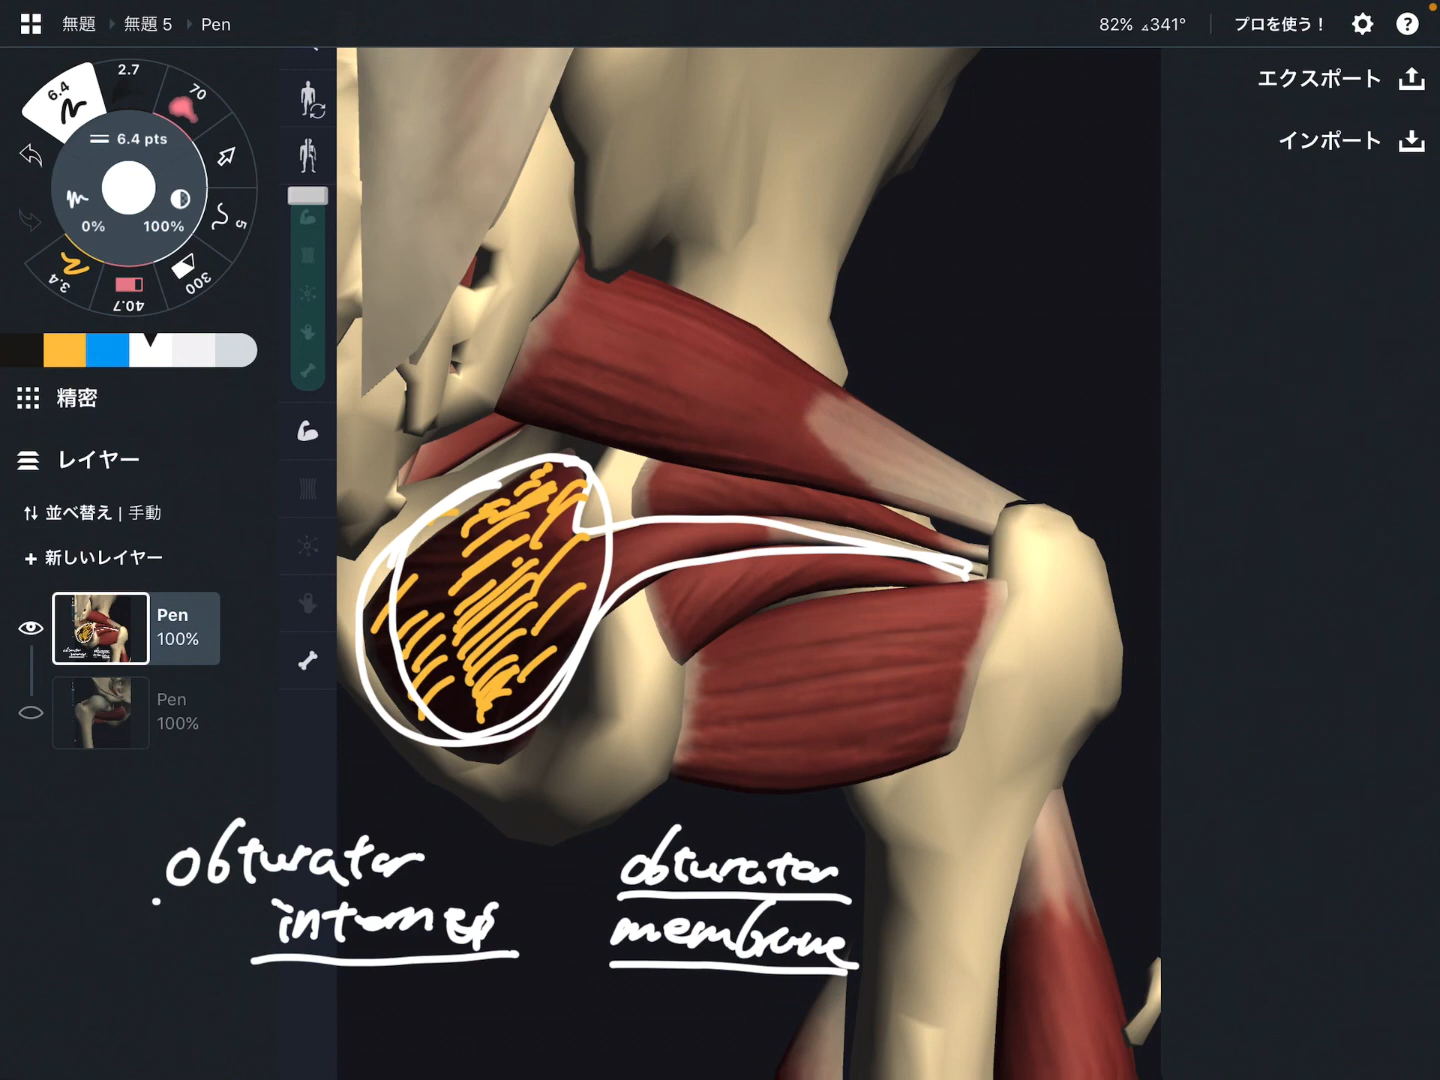 無題 無題 5 Pen
82% ∡341° プロを使う！
エクスポート
インポート
2.7
6.4
70
6.4 pts
0% 100%
5
3.4
40.7
300
精密
レイヤー
並べ替え | 手動
+ 新しいレイヤー
Pen
100%
Pen
100%
obturator
internus
obturator
membrane